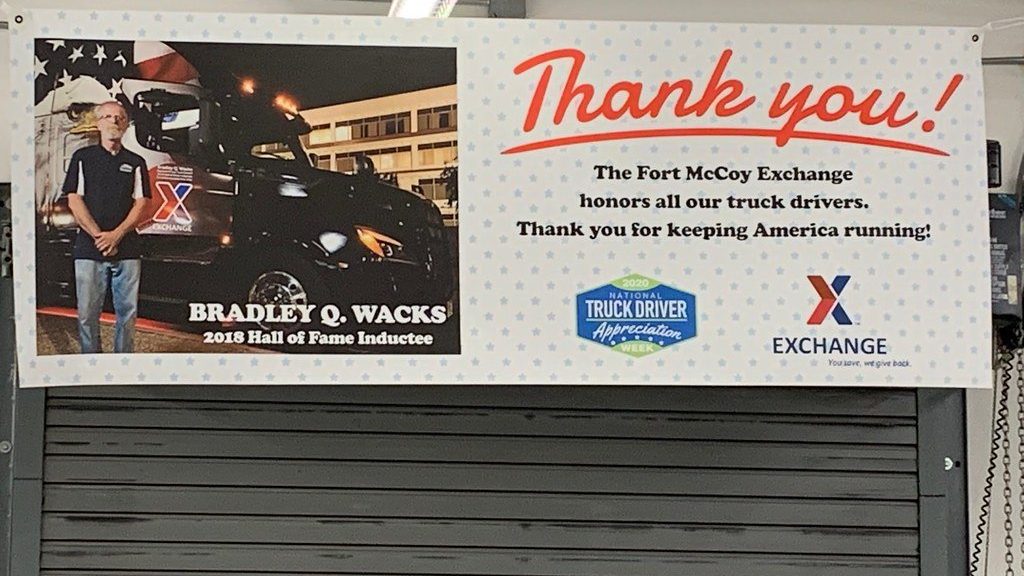 Thank you!
The Fort McCoy Exchange
honors all our truck drivers.
Thank you for keeping America running!
X
EXCHANGE
BRADLEY Q. WACKS
2018 Hall of Fame Inductee
2020
NATIONAL
TRUCK DRIVER
Appreciation
WEEK
X
EXCHANGE
You save, we give back.